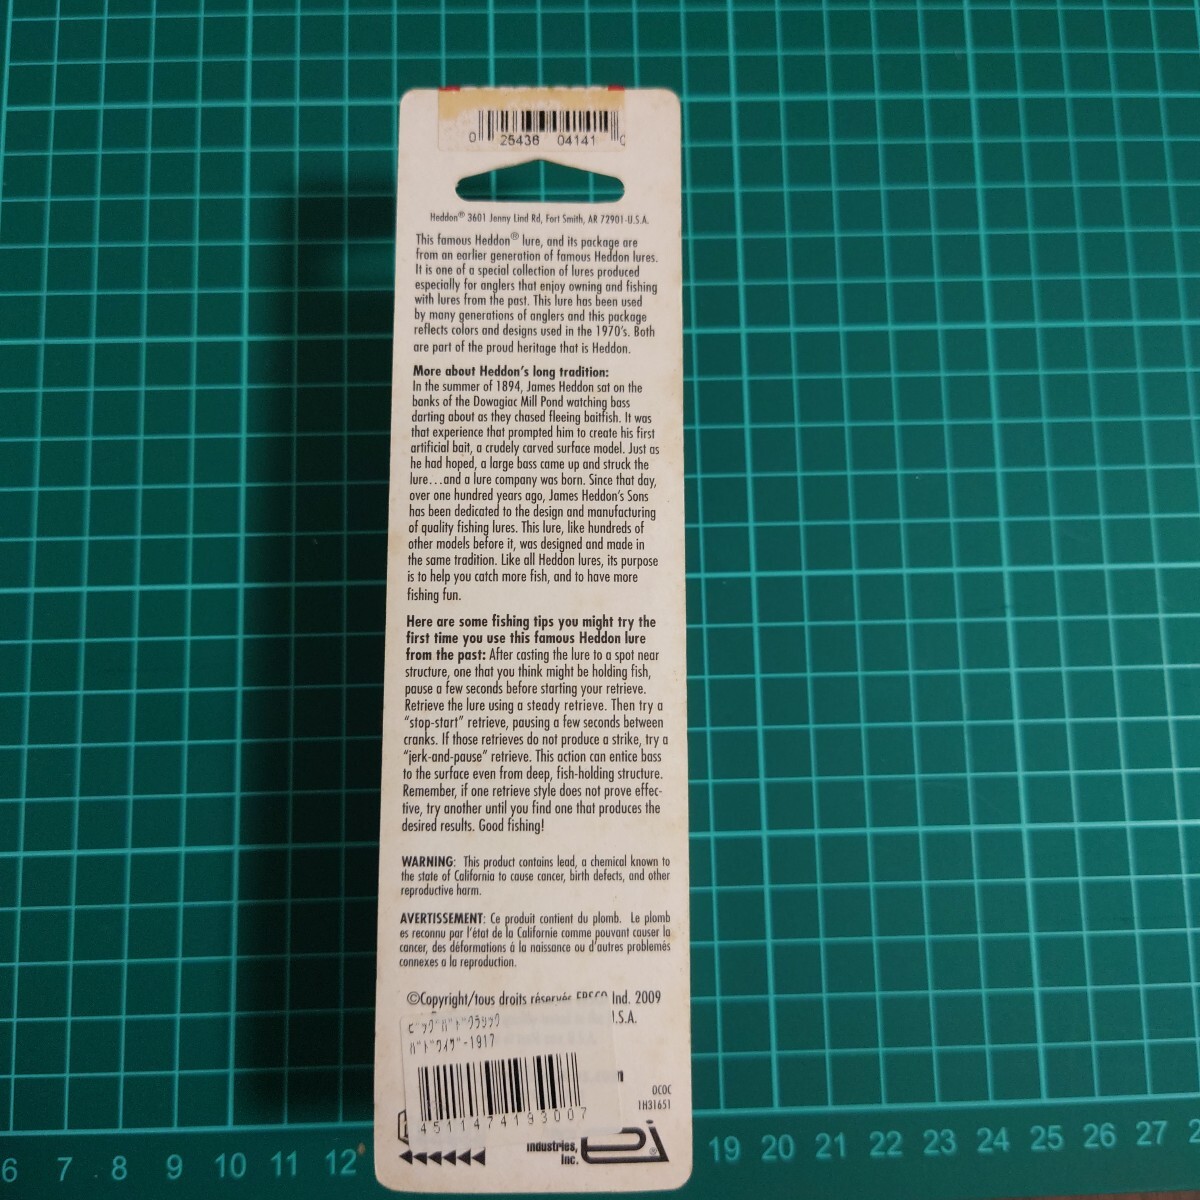 0 25436 04141 0
Heddon® 3601 Jenny Lind Rd, Fort Smith, AR 72901-U.S.A.
This famous Heddon® lure, and its package are
from an earlier generation of famous Heddon lures.
It is one of a special collection of lures produced
especially for anglers that enjoy owning and fishing
with lures from the past. This lure has been used
by many generations of anglers and this package
reflects colors and designs used in the 1970's. Both
are part of the proud heritage that is Heddon.
More about Heddon's long tradition:
In the summer of 1894, James Heddon sat on the
banks of the Dowagiac Mill Pond watching bass
darting about as they chased fleeing baitfish. It was
that experience that prompted him to create his first
artificial bait, a crudely carved surface model. Just as
he had hoped, a large bass came up and struck the
lure...and a lure company was born. Since that day,
over one hundred years ago, James Heddon's Sons
has been dedicated to the design and manufacturing
of quality fishing lures. This lure, like hundreds of
other models before it, was designed and made in
the same tradition. Like all Heddon lures, its purpose
is to help you catch more fish, and to have more
fishing fun.
Here are some fishing tips you might try the
first time you use this famous Heddon lure
from the past: After casting the lure to a spot near
structure, one that you think might be holding fish,
pause a few seconds before starting your retrieve.
Retrieve the lure using a steady retrieve. Then try a
"stop-start" retrieve, pausing a few seconds between
cranks. If those retrieves do not produce a strike, try a
"jerk-and-pause" retrieve. This action can entice bass
to the surface even from deep, fish-holding structure.
Remember, if one retrieve style does not prove effec-
tive, try another until you find one that produces the
desired results. Good fishing!
WARNING: This product contains lead, a chemical known to
the state of California to cause cancer, birth defects, and other
reproductive harm.
AVERTISSEMENT: Ce produit contient du plomb. Le plomb
es reconnu par l'état de la Californie comme pouvant causer la
cancer, des déformations à la naissance ou d'autres problemés
connexes a la reproduction.
©Copyright/tous droits réservés EBSCO Ind. 2009
U.S.A.
ﾋﾞｯｸﾞﾊﾞﾄﾞｸﾗｼｯｸ
ﾊﾞﾄﾞﾜｲｻﾞ-1917
4511474193007
OCOC
1H31651
Industries,
Inc.
®
6 7 8 9 10 11 12 19 20 21 22 23 24 25 26 27